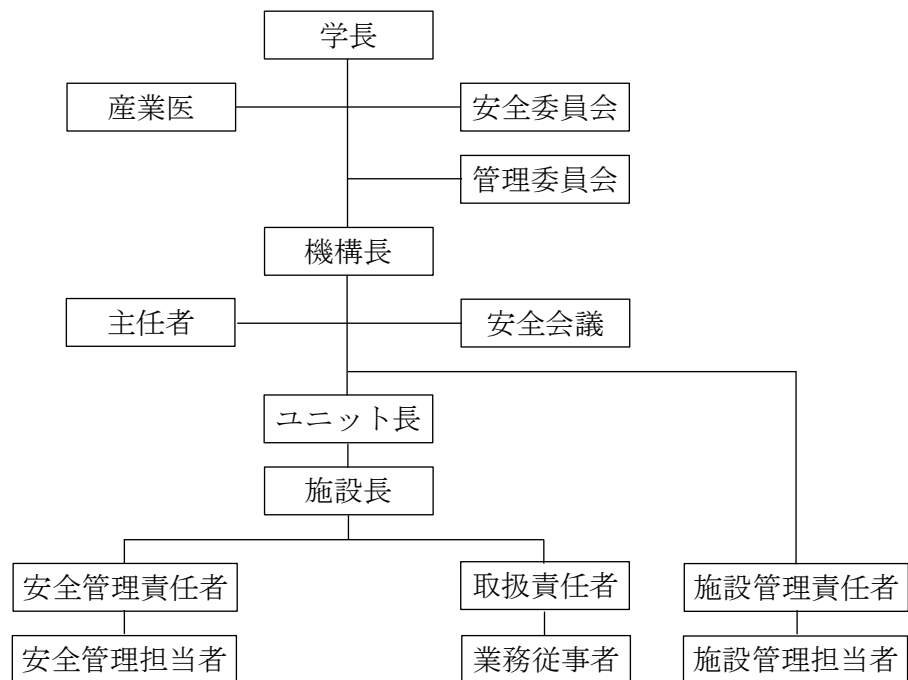 学長
産業医
安全委員会
管理委員会
機構長
主任者
安全会議
ユニット長
施設長
安全管理責任者
取扱責任者
施設管理責任者
安全管理担当者
業務従事者
施設管理担当者